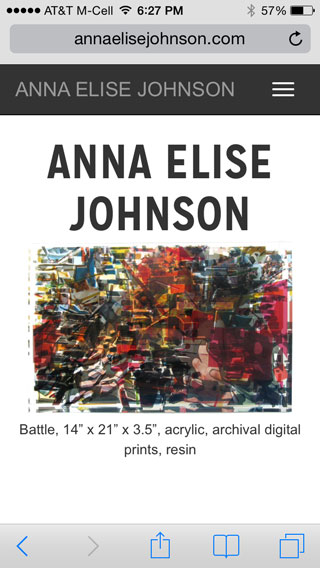 AT&T M-Cell 6:27 PM 57%
annaelisejohnson.com
ANNA ELISE JOHNSON
ANNA ELISE
JOHNSON
Battle, 14” x 21” x 3.5”, acrylic, archival digital
prints, resin